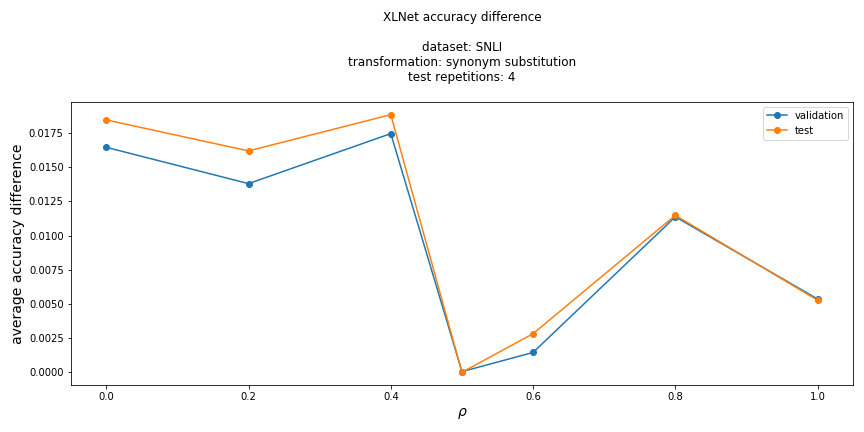 XLNet accuracy difference
dataset: SNLI
transformation: synonym substitution
test repetitions: 4
validation
test
average accuracy difference
0.0175
0.0150
0.0125
0.0100
0.0075
0.0050
0.0025
0.0000
0.0 0.2 0.4 0.6 0.8 1.0
ρ